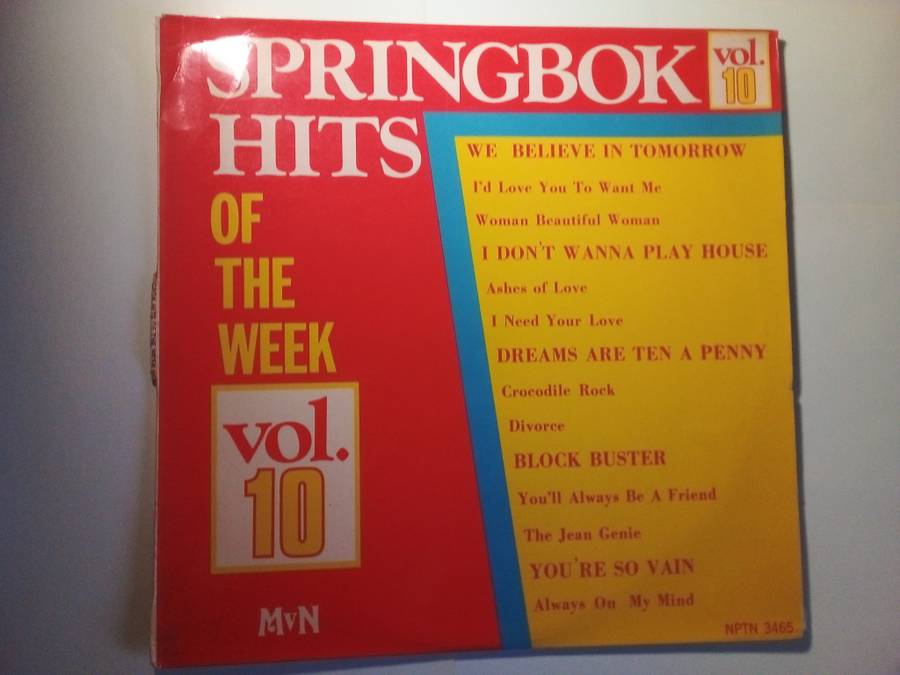 SPRINGBOK
vol.
10
HITS
OF
THE
WEEK
vol.
10
MvN
WE BELIEVE IN TOMORROW
I'd Love You To Want Me
Woman Beautiful Woman
I DON'T WANNA PLAY HOUSE
Ashes of Love
I Need Your Love
DREAMS ARE TEN A PENNY
Crocodile Rock
Divorce
BLOCK BUSTER
You'll Always Be A Friend
The Jean Genie
YOU'RE SO VAIN
Always On My Mind
NPTN 3465